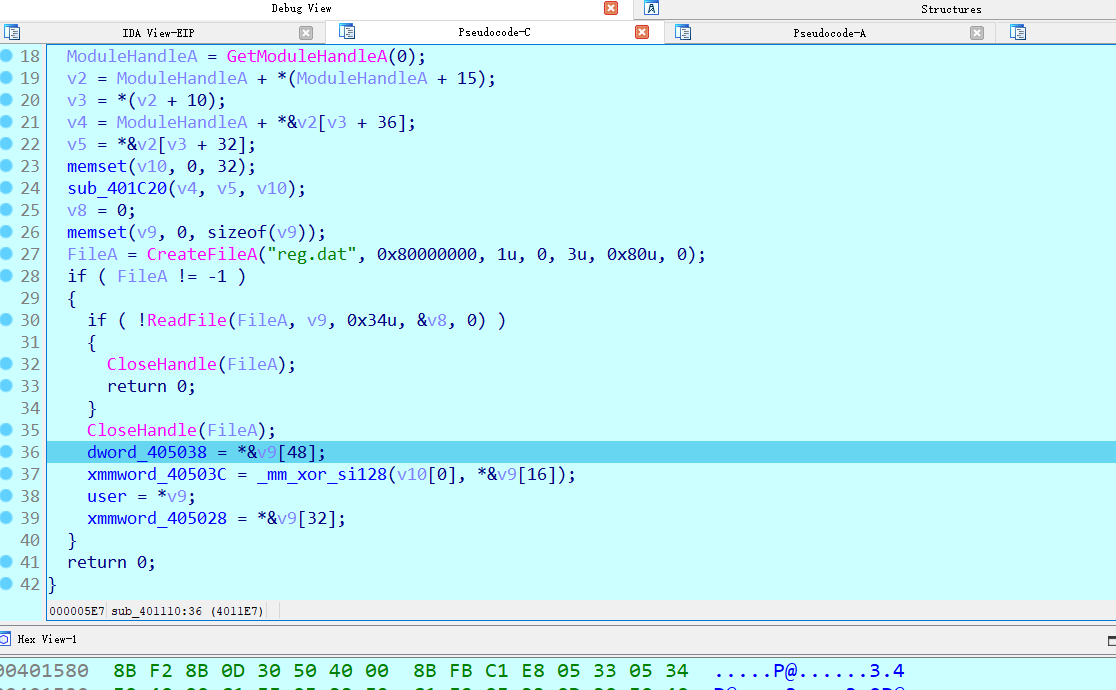 Debug View
Structures
IDA View-EIP
Pseudocode-C
Pseudocode-A
18 ModuleHandleA = GetModuleHandleA(0);
19 v2 = ModuleHandleA + *(ModuleHandleA + 15);
20 v3 = *(v2 + 10);
21 v4 = ModuleHandleA + *&v2[v3 + 36];
22 v5 = *&v2[v3 + 32];
23 memset(v10, 0, 32);
24 sub_401C20(v4, v5, v10);
25 v8 = 0;
26 memset(v9, 0, sizeof(v9));
27 FileA = CreateFileA("reg.dat", 0x80000000, 1u, 0, 3u, 0x80u, 0);
28 if ( FileA != -1 )
29 {
30 if ( !ReadFile(FileA, v9, 0x34u, &v8, 0) )
31 {
32 CloseHandle(FileA);
33 return 0;
34 }
35 CloseHandle(FileA);
36 dword_405038 = *&v9[48];
37 xmmword_40503C = _mm_xor_si128(v10[0], *&v9[16]);
38 user = *v9;
39 xmmword_405028 = *&v9[32];
40 }
41 return 0;
42 }
000005E7 sub_401110:36 (4011E7)
Hex View-1
00401580 8B F2 8B 0D 30 50 40 00 8B FB C1 E8 05 33 05 34 .....P@......3.4